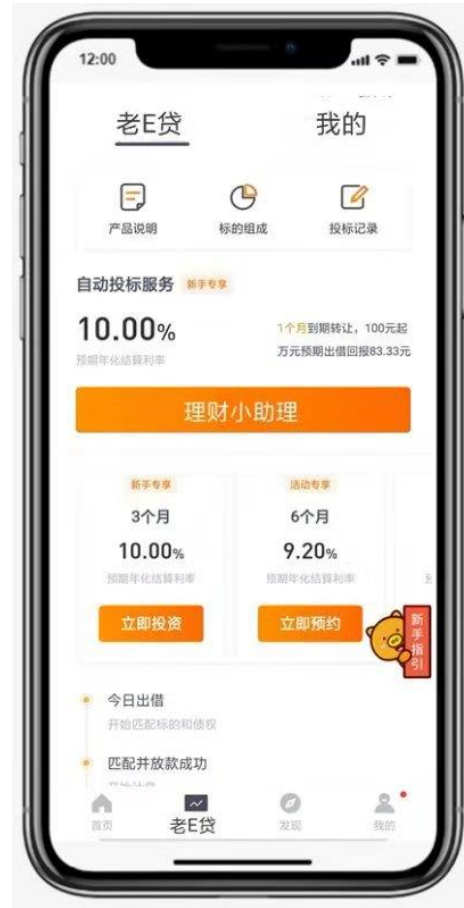 12:00
老E贷
我的
产品说明
标的组成
投标记录
自动投标服务 新手专享
10.00%
1个月到期转让，100元起
预期年化结算利率
万元预期出借回报83.33元
理财小助理
新手专享
活动专享
3个月
6个月
10.00%
9.20%
预期年化结算利率
预期年化结算利率
立即投资
立即预约
新手指引
今日出借
开始匹配标的和债权
匹配并放款成功
首页
老E贷
发现
我的